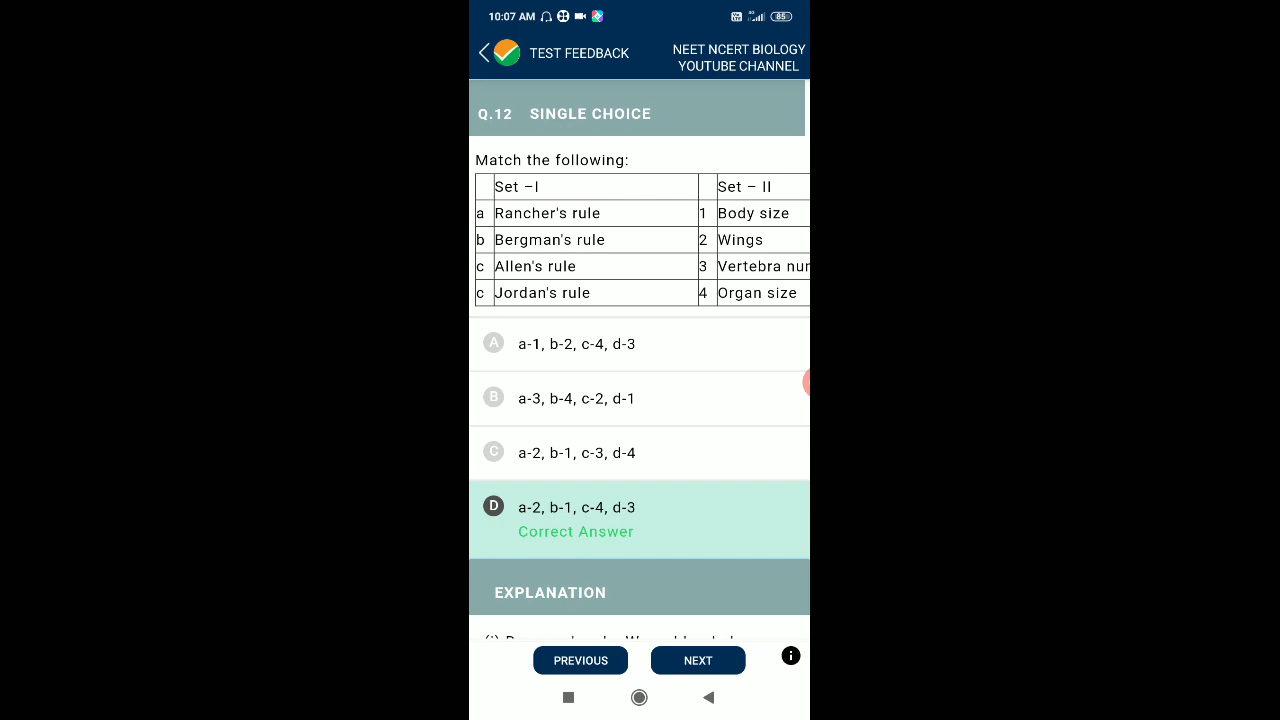 10:07 AM 4G 85
TEST FEEDBACK
NEET NCERT BIOLOGY
YOUTUBE CHANNEL
Q.12 SINGLE CHOICE
Match the following:
Set –I Set – II
a Rancher's rule 1 Body size
b Bergman's rule 2 Wings
c Allen's rule 3 Vertebra
c Jordan's rule 4 Organ size
A a-1, b-2, c-4, d-3
B a-3, b-4, c-2, d-1
C a-2, b-1, c-3, d-4
D a-2, b-1, c-4, d-3
Correct Answer
EXPLANATION
PREVIOUS NEXT